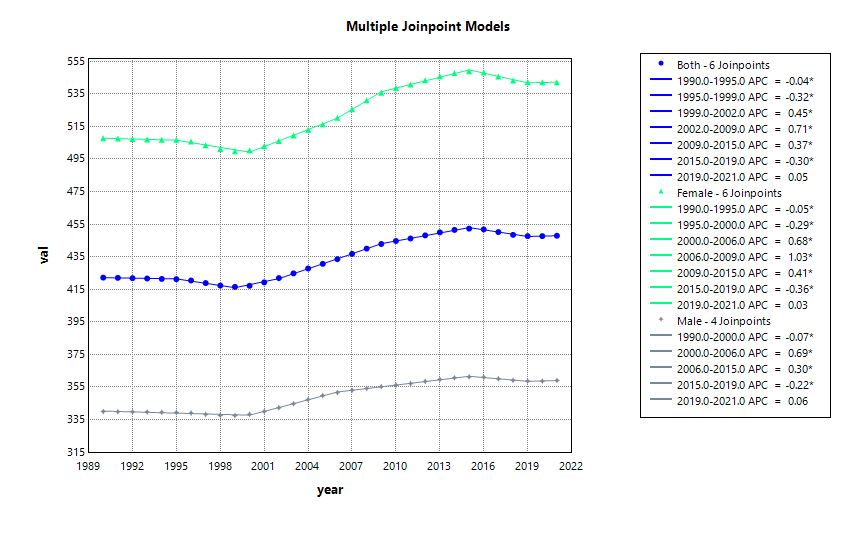 Multiple Joinpoint Models
555
535
515
495
475
455
435
415
395
375
355
335
315
val
1989 1992 1995 1998 2001 2004 2007 2010 2013 2016 2019 2022
year
Both - 6 Joinpoints
1990.0-1995.0 APC = -0.04*
1995.0-1999.0 APC = -0.32*
1999.0-2002.0 APC = 0.45*
2002.0-2009.0 APC = 0.71*
2009.0-2015.0 APC = 0.37*
2015.0-2019.0 APC = -0.30*
2019.0-2021.0 APC = 0.05
Female - 6 Joinpoints
1990.0-1995.0 APC = -0.05*
1995.0-2000.0 APC = -0.29*
2000.0-2006.0 APC = 0.68*
2006.0-2009.0 APC = 1.03*
2009.0-2015.0 APC = 0.41*
2015.0-2019.0 APC = -0.36*
2019.0-2021.0 APC = 0.03
Male - 4 Joinpoints
1990.0-2000.0 APC = -0.07*
2000.0-2006.0 APC = 0.69*
2006.0-2015.0 APC = 0.30*
2015.0-2019.0 APC = -0.22*
2019.0-2021.0 APC = 0.06